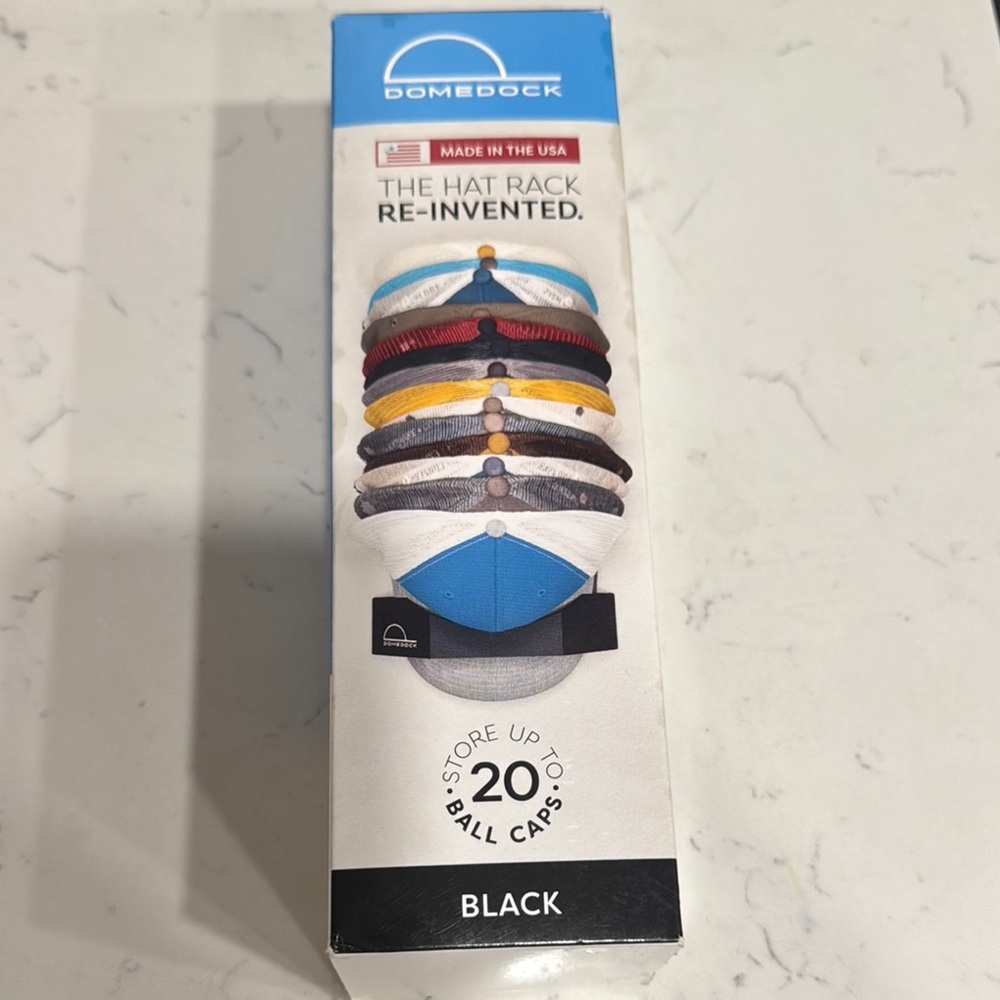 DOMEDOCK
MADE IN THE USA
THE HAT RACK
RE-INVENTED.
DOMEDOCK
STORE UP TO
20
BALL CAPS
BLACK